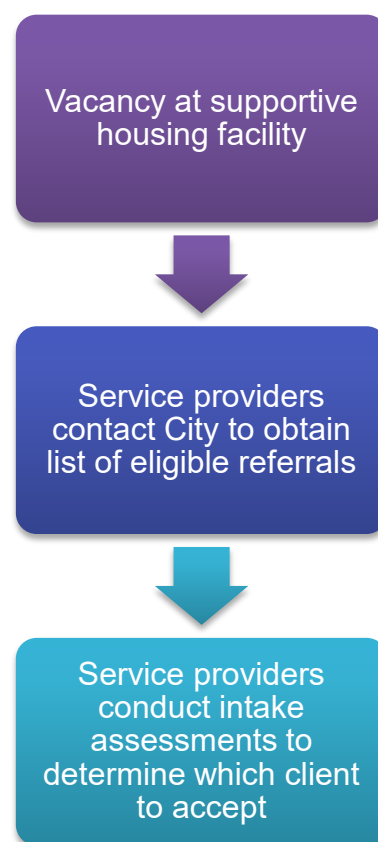 Vacancy at supportive
housing facility
Service providers
contact City to obtain
list of eligible referrals
Service providers
conduct intake
assessments to
determine which client
to accept